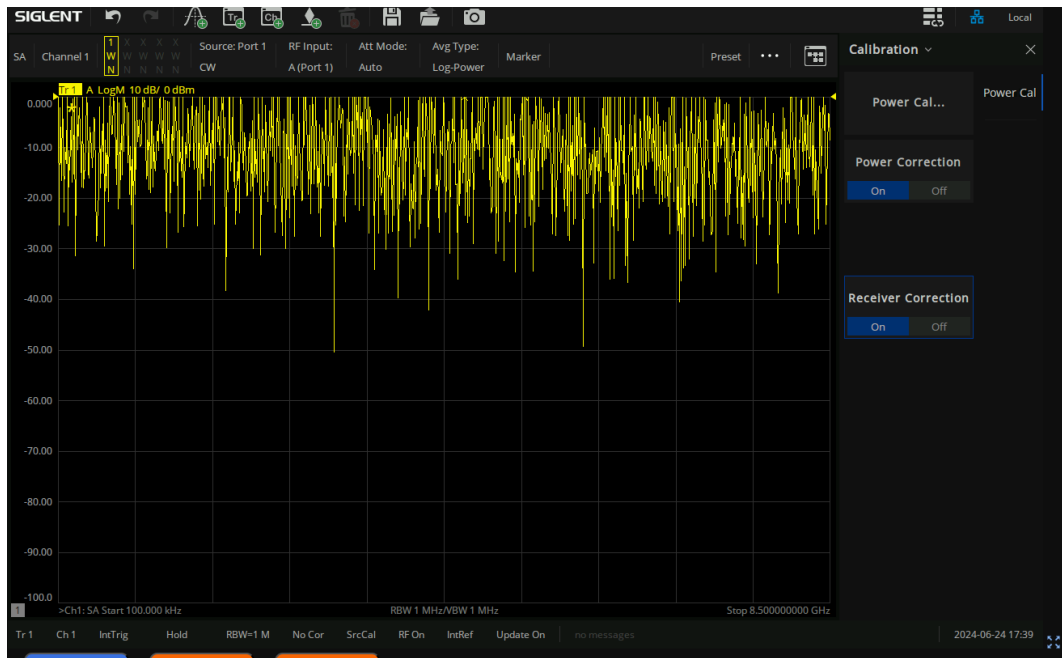 SIGLENT Tr Ch Local
SA Channel 1 1 X X X X Source: Port 1 RF Input: Att Mode: Avg Type: Marker Preset ... Calibration
W W W W W
N N N N N CW A (Port 1) Auto Log-Power
Tr 1 A LogM 10 dB/ 0 dBm
Power Cal... Power Cal
0.000
-10.00
Power Correction
On Off
-20.00
-30.00
-40.00
Receiver Correction
On Off
-50.00
-60.00
-70.00
-80.00
-90.00
-100.0
1 >Ch1: SA Start 100.000 kHz RBW 1 MHz/VBW 1 MHz Stop 8.500000000 GHz
Tr 1 Ch 1 IntTrig Hold RBW=1 M No Cor SrcCal RF On IntRef Update On no messages 2024-06-24 17:39